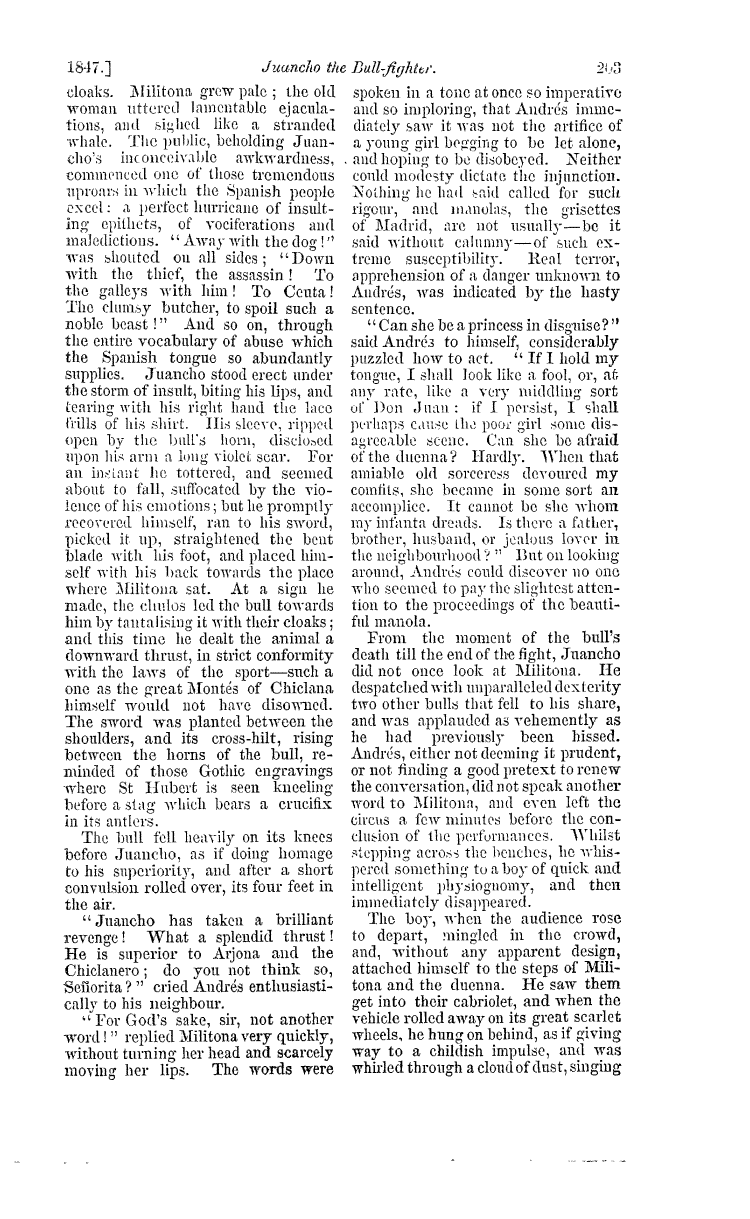 1847.] Juancho the Bull-fighter. 203
cloaks. Militona grew pale; the old
woman uttered lamentable ejacula-
tions, and sighed like a stranded
whale. The public, beholding Juan-
cho's inconceivable awkwardness,
commenced one of those tremendous
uproars in which the Spanish people
excel: a perfect hurricane of insult-
ing epithets, of vociferations and
maledictions. "Away with the dog!"
was shouted on all sides; "Down
with the thief, the assassin! To
the galleys with him! To Ceuta!
The clumsy butcher, to spoil such a
noble beast!" And so on, through
the entire vocabulary of abuse which
the Spanish tongue so abundantly
supplies. Juancho stood erect under
the storm of insult, biting his lips, and
tearing with his right hand the lace
frills of his shirt. His sleeve, ripped
open by the bull's horn, disclosed
upon his arm a long violet scar. For
an instant he tottered, and seemed
about to fall, suffocated by the vio-
lence of his emotions; but he promptly
recovered himself, ran to his sword,
picked it up, straightened the bent
blade with his foot, and placed him-
self with his back towards the place
where Militona sat. At a sign he
made, the chulos led the bull towards
him by tantalising it with their cloaks;
and this time he dealt the animal a
downward thrust, in strict conformity
with the laws of the sport—such a
one as the great Montés of Chiclana
himself would not have disowned.
The sword was planted between the
shoulders, and its cross-hilt, rising
between the horns of the bull, re-
minded of those Gothic engravings
where St Hubert is seen kneeling
before a stag which bears a crucifix
in its antlers.
The bull fell heavily on its knees
before Juancho, as if doing homage
to his superiority, and after a short
convulsion rolled over, its four feet in
the air.
"Juancho has taken a brilliant
revenge! What a splendid thrust!
He is superior to Arjona and the
Chiclanero; do you not think so,
Señorita?" cried Andrés enthusiasti-
cally to his neighbour.
"For God's sake, sir, not another
word!" replied Militona very quickly,
without turning her head and scarcely
moving her lips. The words were
spoken in a tone at once so imperative
and so imploring, that Andrés imme-
diately saw it was not the artifice of
a young girl begging to be let alone,
and hoping to be disobeyed. Neither
could modesty dictate the injunction.
Nothing he had said called for such
rigour, and manolas, the grisettes
of Madrid, are not usually—be it
said without calumny—of such ex-
treme susceptibility. Real terror,
apprehension of a danger unknown to
Andrés, was indicated by the hasty
sentence.
"Can she be a princess in disguise?"
said Andrés to himself, considerably
puzzled how to act. "If I hold my
tongue, I shall look like a fool, or, at
any rate, like a very middling sort
of Don Juan: if I persist, I shall
perhaps cause the poor girl some dis-
agreeable scene. Can she be afraid
of the duenna? Hardly. When that
amiable old sorceress devoured my
comfits, she became in some sort an
accomplice. It cannot be she whom
my infanta dreads. Is there a father,
brother, husband, or jealous lover in
the neighbourhood?" But on looking
around, Andrés could discover no one
who seemed to pay the slightest atten-
tion to the proceedings of the beauti-
ful manola.
From the moment of the bull's
death till the end of the fight, Juancho
did not once look at Militona. He
despatched with unparalleled dexterity
two other bulls that fell to his share,
and was applauded as vehemently as
he had previously been hissed.
Andrés, either not deeming it prudent,
or not finding a good pretext to renew
the conversation, did not speak another
word to Militona, and even left the
circus a few minutes before the con-
clusion of the performances. Whilst
stepping across the benches, he whis-
pered something to a boy of quick and
intelligent physiognomy, and then
immediately disappeared.
The boy, when the audience rose
to depart, mingled in the crowd,
and, without any apparent design,
attached himself to the steps of Mili-
tona and the duenna. He saw them
get into their cabriolet, and when the
vehicle rolled away on its great scarlet
wheels, he hung on behind, as if giving
way to a childish impulse, and was
whirled through a cloud of dust, singing